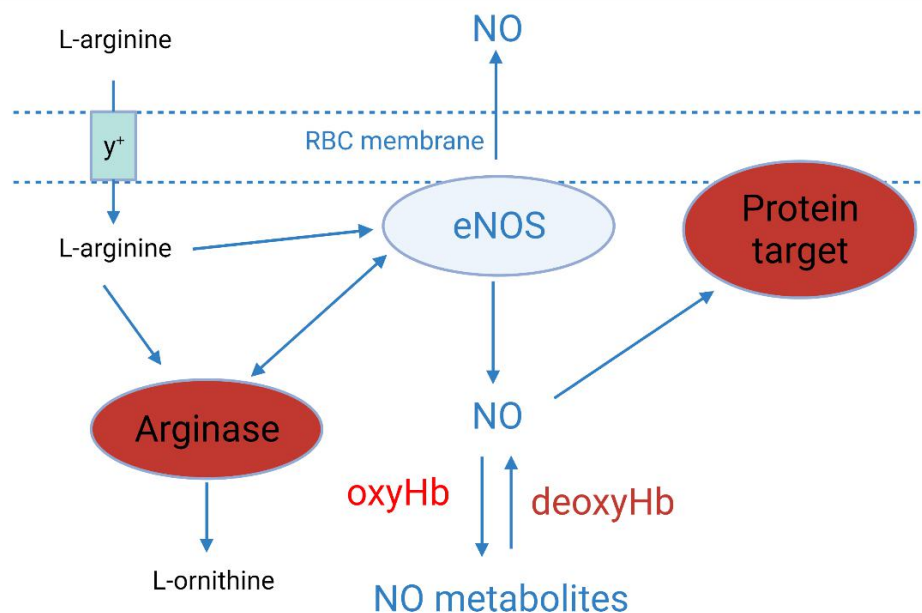 NO
L-arginine
RBC membrane
y⁺
Protein
target
eNOS
L-arginine
Arginase
NO
oxyHb
deoxyHb
L-ornithine
NO metabolites